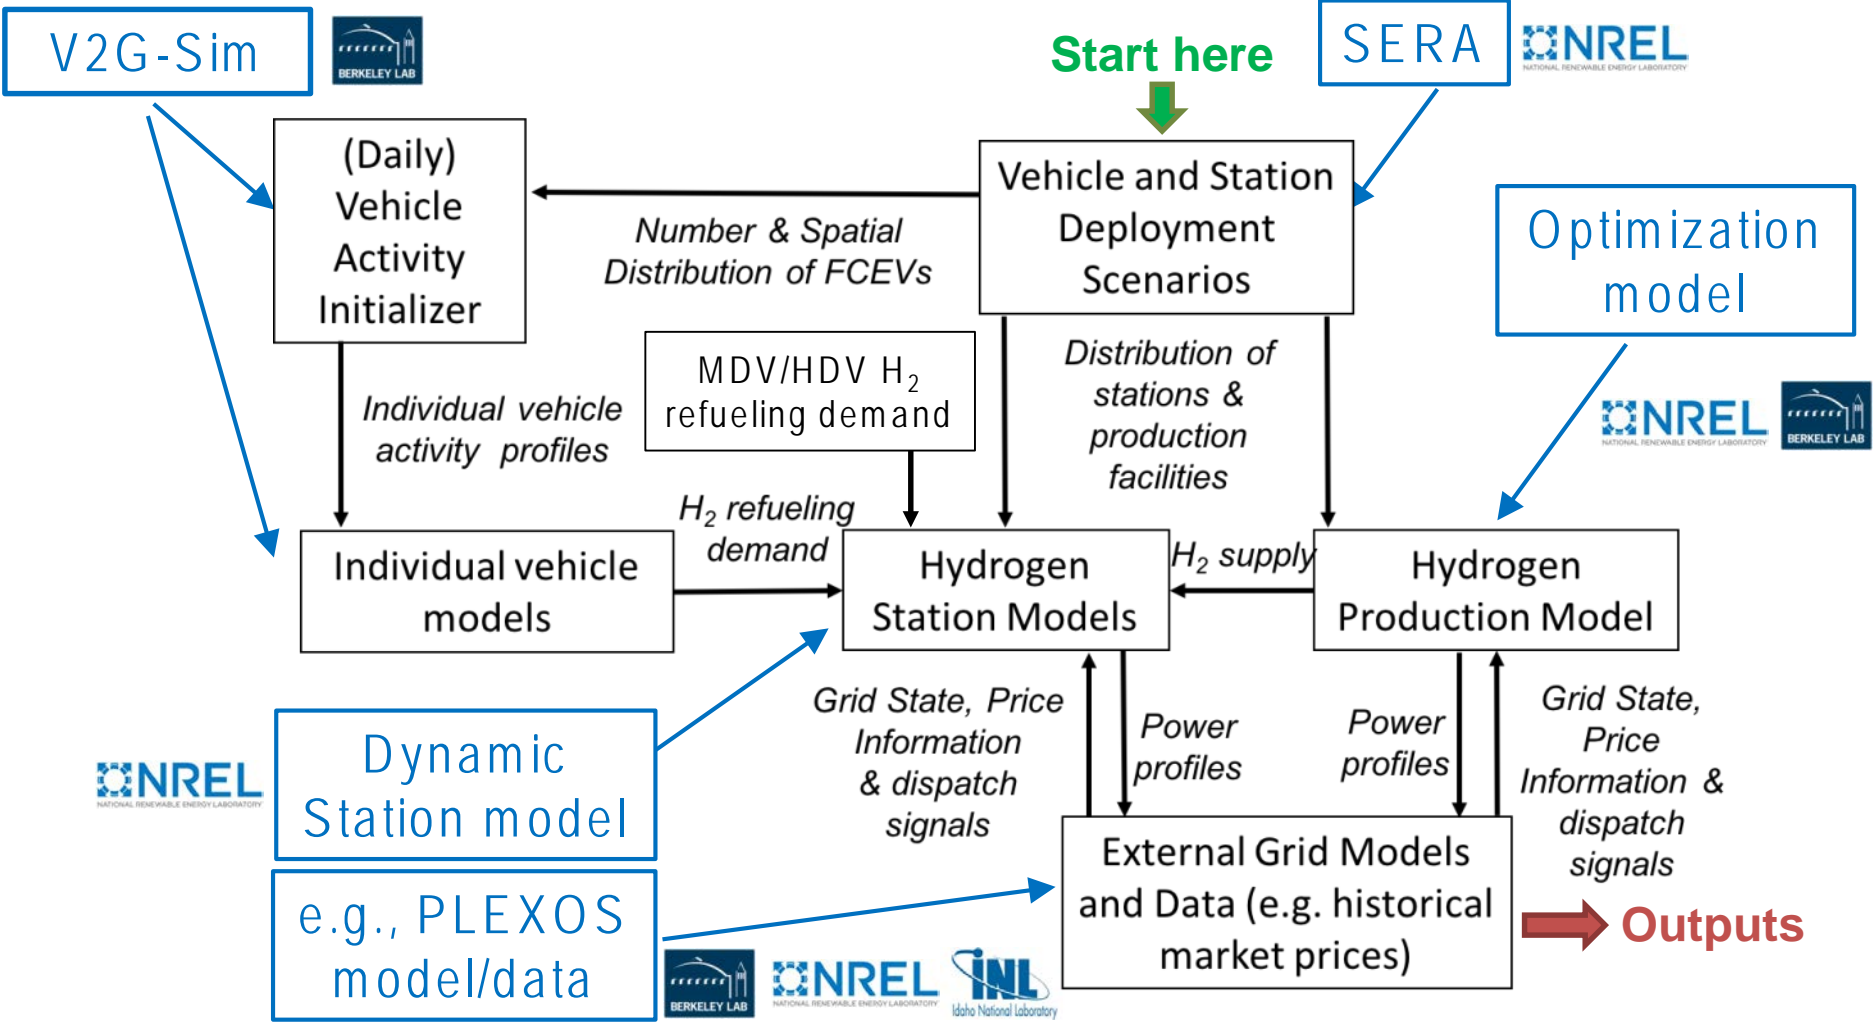 V2G-Sim
BERKELEY LAB
Start here
SERA
NREL
NATIONAL RENEWABLE ENERGY LABORATORY
(Daily)
Vehicle
Activity
Initializer
Number & Spatial
Distribution of FCEVs
Vehicle and Station
Deployment
Scenarios
Optimization
model
NREL
NATIONAL RENEWABLE ENERGY LABORATORY
BERKELEY LAB
Individual vehicle
activity profiles
MDV/HDV H₂
refueling demand
Distribution of
stations &
production
facilities
H₂ refueling
demand
Individual vehicle
models
Hydrogen
Station Models
H₂ supply
Hydrogen
Production Model
NREL
NATIONAL RENEWABLE ENERGY LABORATORY
Dynamic
Station model
Grid State, Price
Information
& dispatch
signals
Power
profiles
Power
profiles
Grid State,
Price
Information &
dispatch
signals
e.g., PLEXOS
model/data
BERKELEY LAB
NREL
NATIONAL RENEWABLE ENERGY LABORATORY
INL
Idaho National Laboratory
External Grid Models
and Data (e.g. historical
market prices)
Outputs